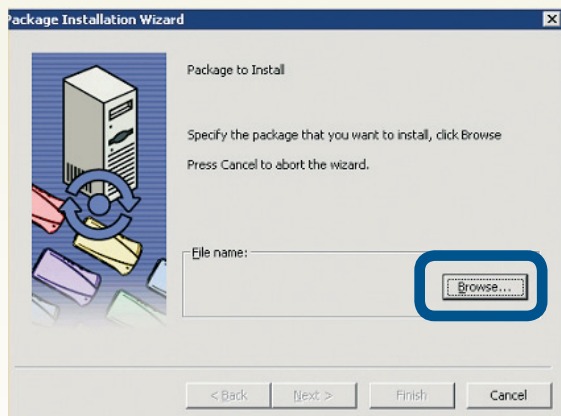 Package Installation Wizard
Package to Install
Specify the package that you want to install, click Browse
Press Cancel to abort the wizard.
File name:
Browse...
< Back
Next >
Finish
Cancel